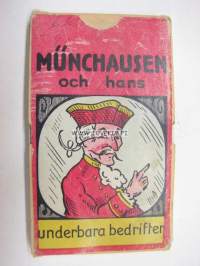 MÜNCHAUSEN
och hans
underbara bedrifter